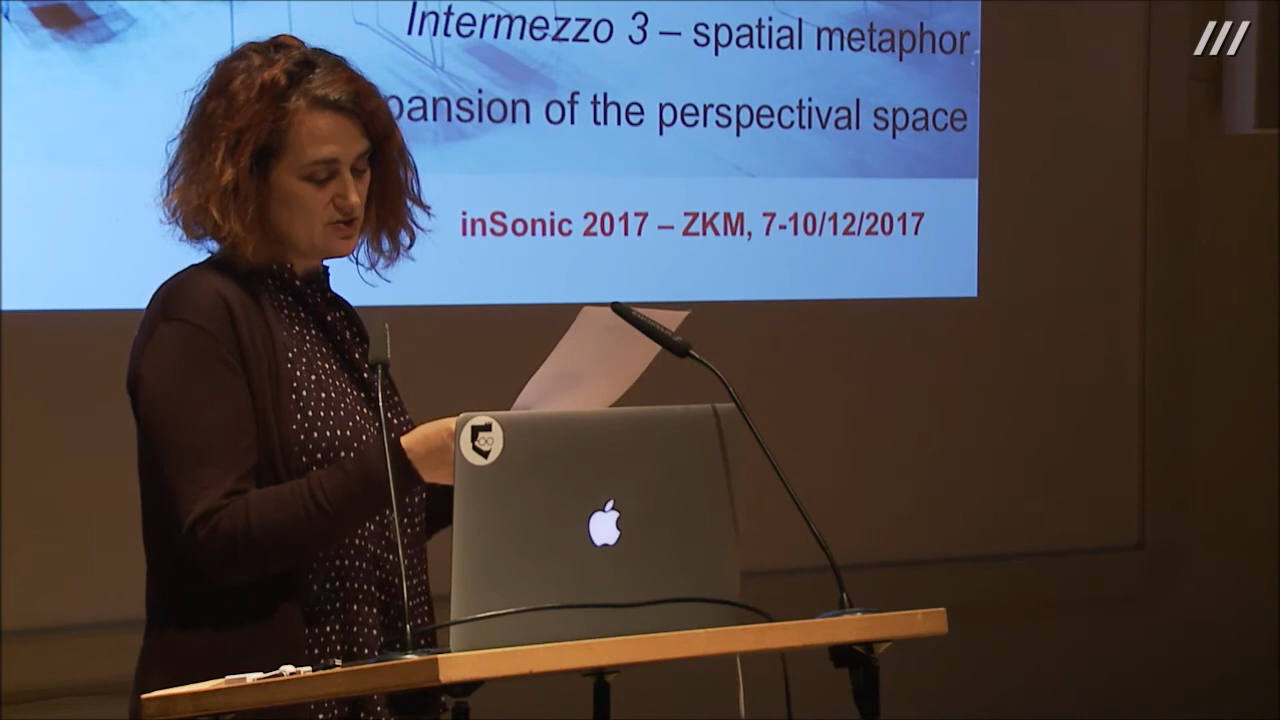 Intermezzo 3 – spatial metaphor
pansion of the perspectival space
inSonic 2017 – ZKM, 7-10/12/2017